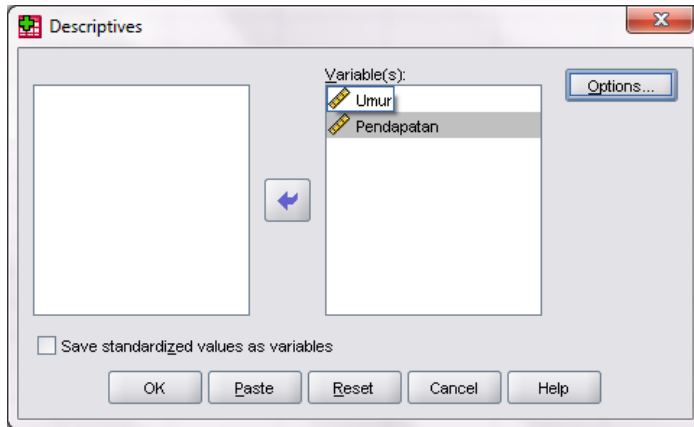 Descriptives
Variable(s):
Umur
Pendapatan
Options...
Save standardized values as variables
OK
Paste
Reset
Cancel
Help